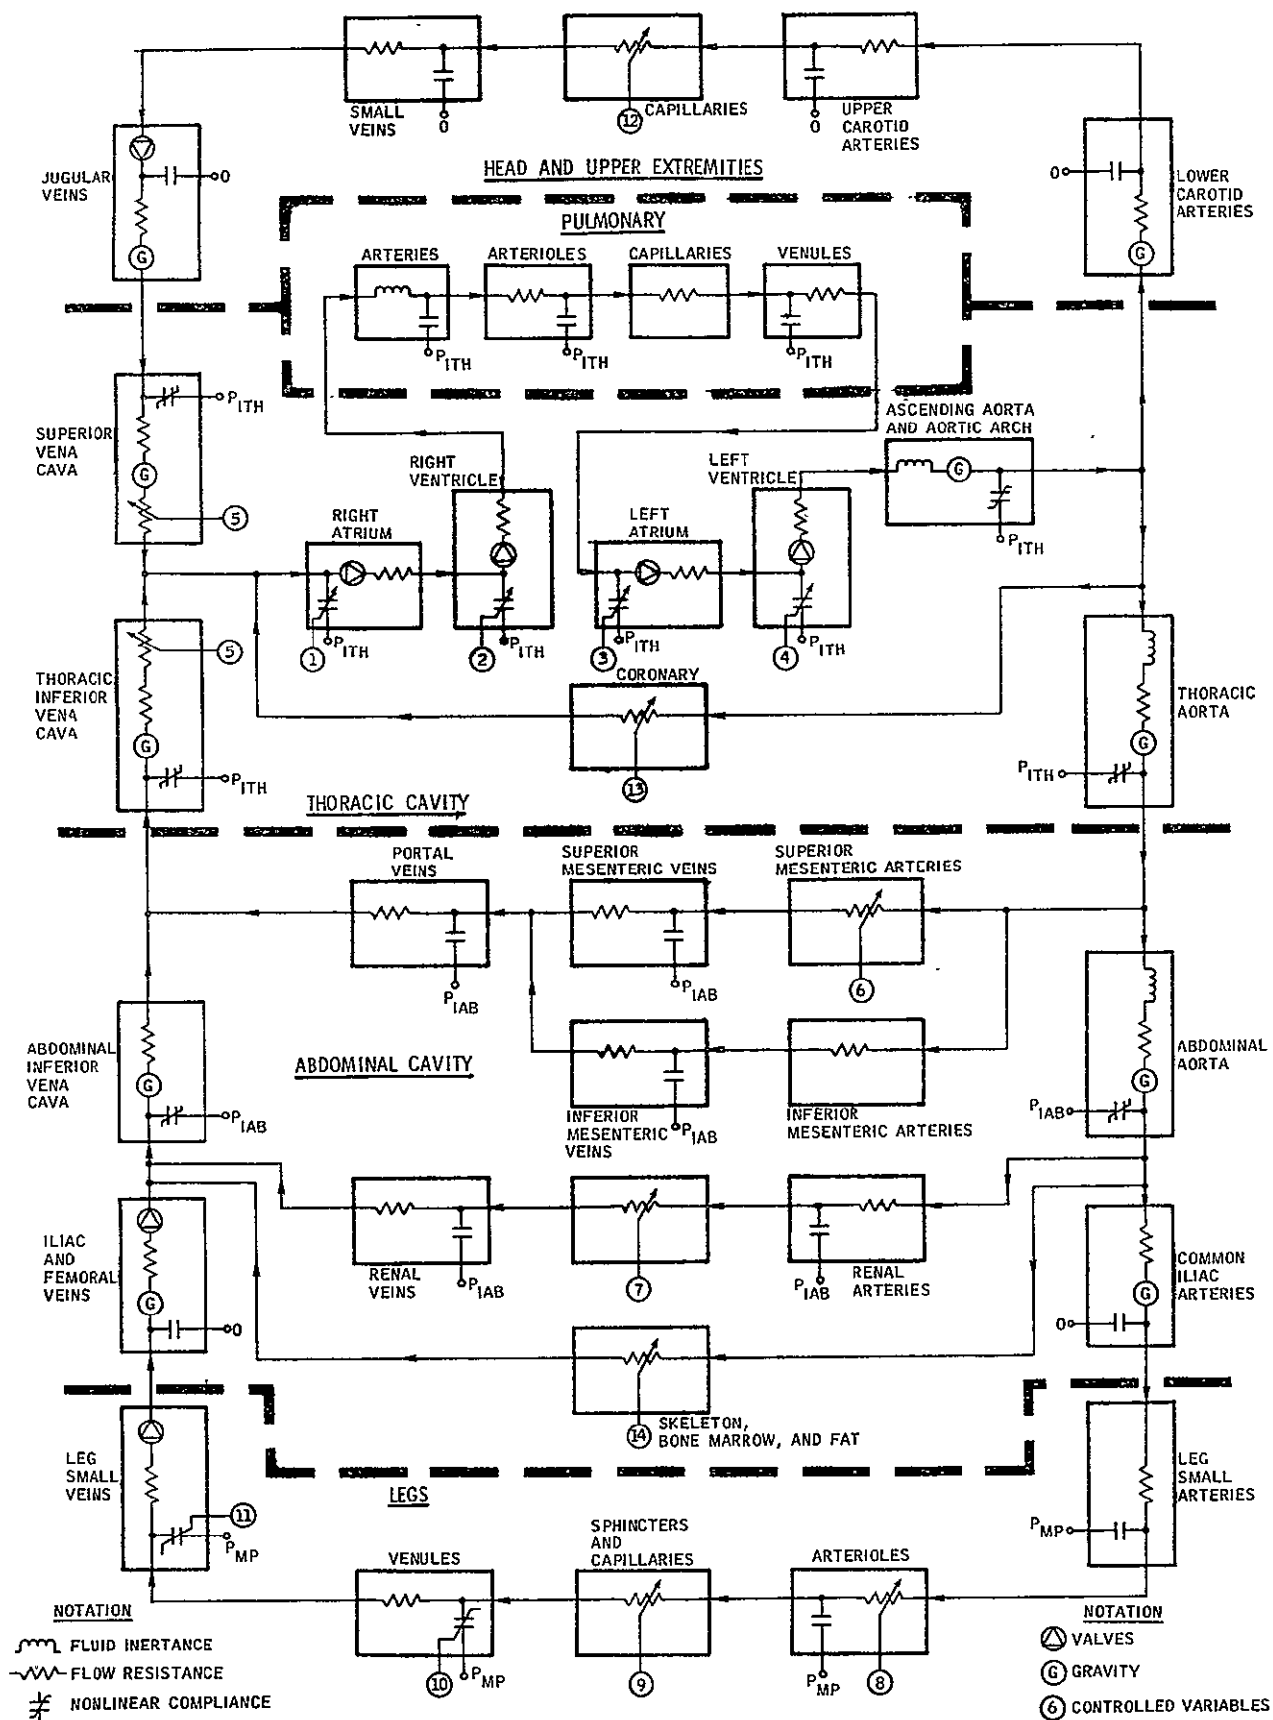 SMALL
VEINS
0
12
CAPILLARIES
0
UPPER
CAROTID
ARTERIES
JUGULAR
VEINS
0
G
HEAD AND UPPER EXTREMITIES
0
LOWER
CAROTID
ARTERIES
G
PULMONARY
ARTERIES
ARTERIOLES
CAPILLARIES
VENULES
PITH
PITH
PITH
SUPERIOR
VENA
CAVA
PITH
G
5
ASCENDING AORTA
AND AORTIC ARCH
G
PITH
RIGHT
VENTRICLE
LEFT
VENTRICLE
RIGHT
ATRIUM
LEFT
ATRIUM
1
PITH
2
PITH
3
PITH
4
PITH
THORACIC
INFERIOR
VENA
CAVA
5
G
PITH
CORONARY
13
THORACIC
AORTA
G
PITH
THORACIC CAVITY
PORTAL
VEINS
PIAB
SUPERIOR
MESENTERIC VEINS
PIAB
SUPERIOR
MESENTERIC ARTERIES
6
ABDOMINAL
INFERIOR
VENA
CAVA
G
PIAB
ABDOMINAL CAVITY
INFERIOR
MESENTERIC
VEINS
PIAB
INFERIOR
MESENTERIC ARTERIES
ABDOMINAL
AORTA
G
PIAB
ILIAC
AND
FEMORAL
VEINS
G
0
RENAL
VEINS
PIAB
7
PIAB
RENAL
ARTERIES
COMMON
ILIAC
ARTERIES
G
0
14
SKELETON,
BONE MARROW, AND FAT
LEG
SMALL
VEINS
11
PMP
LEGS
LEG
SMALL
ARTERIES
PMP
VENULES
10
PMP
SPHINCTERS
AND
CAPILLARIES
9
ARTERIOLES
PMP
8
NOTATION
FLUID INERTANCE
FLOW RESISTANCE
NONLINEAR COMPLIANCE
NOTATION
VALVES
G GRAVITY
6 CONTROLLED VARIABLES